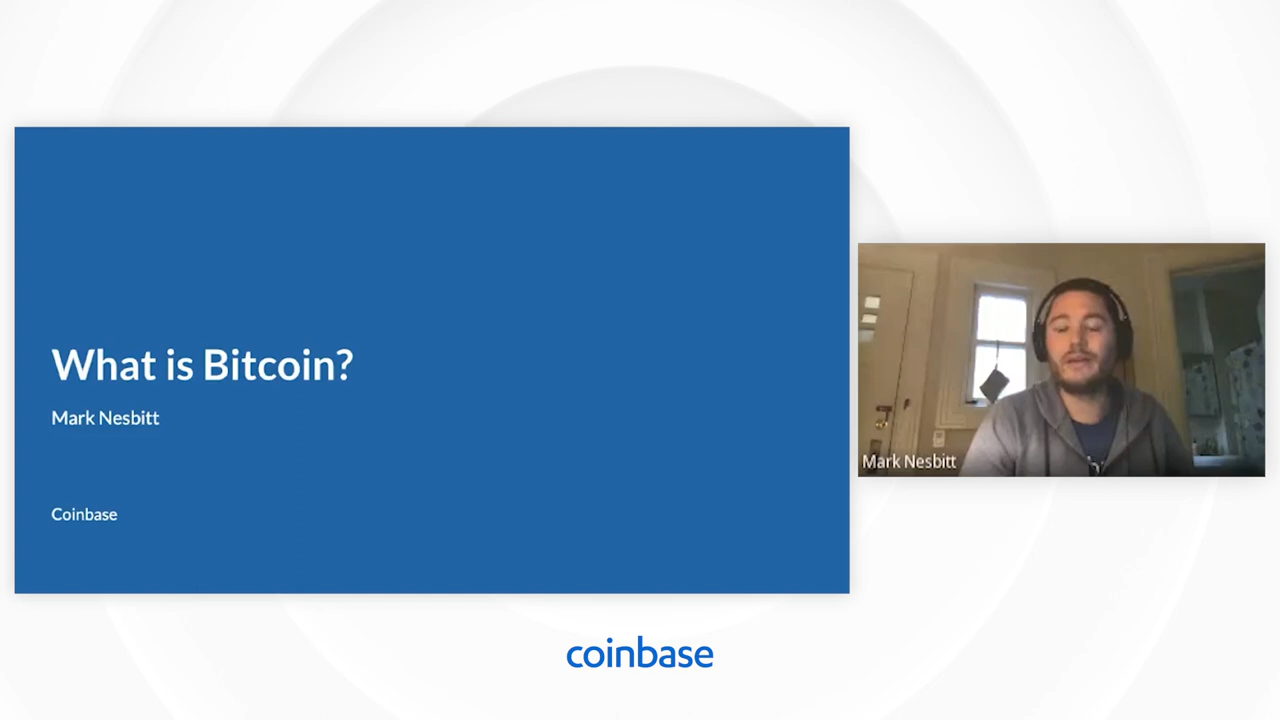 What is Bitcoin?
Mark Nesbitt
Coinbase
Mark Nesbitt
coinbase